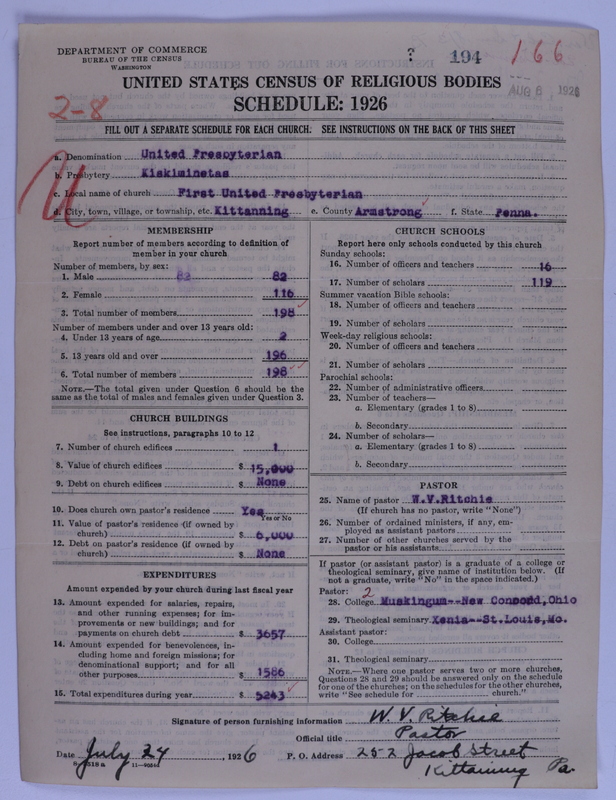 DEPARTMENT OF COMMERCE
BUREAU OF THE CENSUS
WASHINGTON
? 194 166
UNITED STATES CENSUS OF RELIGIOUS BODIES
AUG 6, 1926
SCHEDULE: 1926
2-8
FILL OUT A SEPARATE SCHEDULE FOR EACH CHURCH. SEE INSTRUCTIONS ON THE BACK OF THIS SHEET
a. Denomination United Presbyterian
b. Presbytery Kiskiminetas
c. Local name of church First United Presbyterian
d. City, town, village, or township, etc. Kittanning e. County Armstrong f. State Penna.
MEMBERSHIP
Report number of members according to definition of
member in your church
Number of members, by sex:
1. Male 82 82
2. Female 116
3. Total number of members 198
Number of members under and over 13 years old:
4. Under 13 years of age 2
5. 13 years old and over 196
6. Total number of members 198
NOTE.—The total given under Question 6 should be the
same as the total of males and females given under Question 3.
CHURCH BUILDINGS
See instructions, paragraphs 10 to 12
7. Number of church edifices 1
8. Value of church edifices $ 15,000
9. Debt on church edifices $ None
10. Does church own pastor's residence Yes
Yes or No
11. Value of pastor's residence (if owned by
church) $ 6,000
12. Debt on pastor's residence (if owned by
church) $ None
EXPENDITURES
Amount expended by your church during last fiscal year
13. Amount expended for salaries, repairs,
and other running expenses; for im-
provements or new buildings; and for
payments on church debt $ 3657
14. Amount expended for benevolences, in-
cluding home and foreign missions; for
denominational support; and for all
other purposes $ 1586
15. Total expenditures during year $ 5243
CHURCH SCHOOLS
Report here only schools conducted by this church
Sunday schools:
16. Number of officers and teachers 16
17. Number of scholars 119
Summer vacation Bible schools:
18. Number of officers and teachers
19. Number of scholars
Week-day religious schools:
20. Number of officers and teachers
21. Number of scholars
Parochial schools:
22. Number of administrative officers
23. Number of teachers—
a. Elementary (grades 1 to 8)
b. Secondary
24. Number of scholars—
a. Elementary (grades 1 to 8)
b. Secondary
PASTOR
25. Name of pastor W.V.Ritchie
(If church has no pastor, write "None")
26. Number of ordained ministers, if any, em-
ployed as assistant pastors
27. Number of other churches served by the
pastor or his assistants
If pastor (or assistant pastor) is a graduate of a college or
theological seminary, give name of institution below. (If
not a graduate, write "No" in the space indicated.)
Pastor: 2
28. College Muskingum--New Concord,Ohio
29. Theological seminary Xenia--St.Louis,Mo.
Assistant pastor:
30. College
31. Theological seminary
NOTE.—Where one pastor serves two or more churches,
Questions 28 and 29 should be answered only on the schedule
for one of the churches; on the schedules for the other churches,
write "See schedule for church."
Signature of person furnishing information W. V. Ritchie
Official title Pastor
Date July 24, 1926 P. O. Address 252 Jacob Street
Kittanning Pa